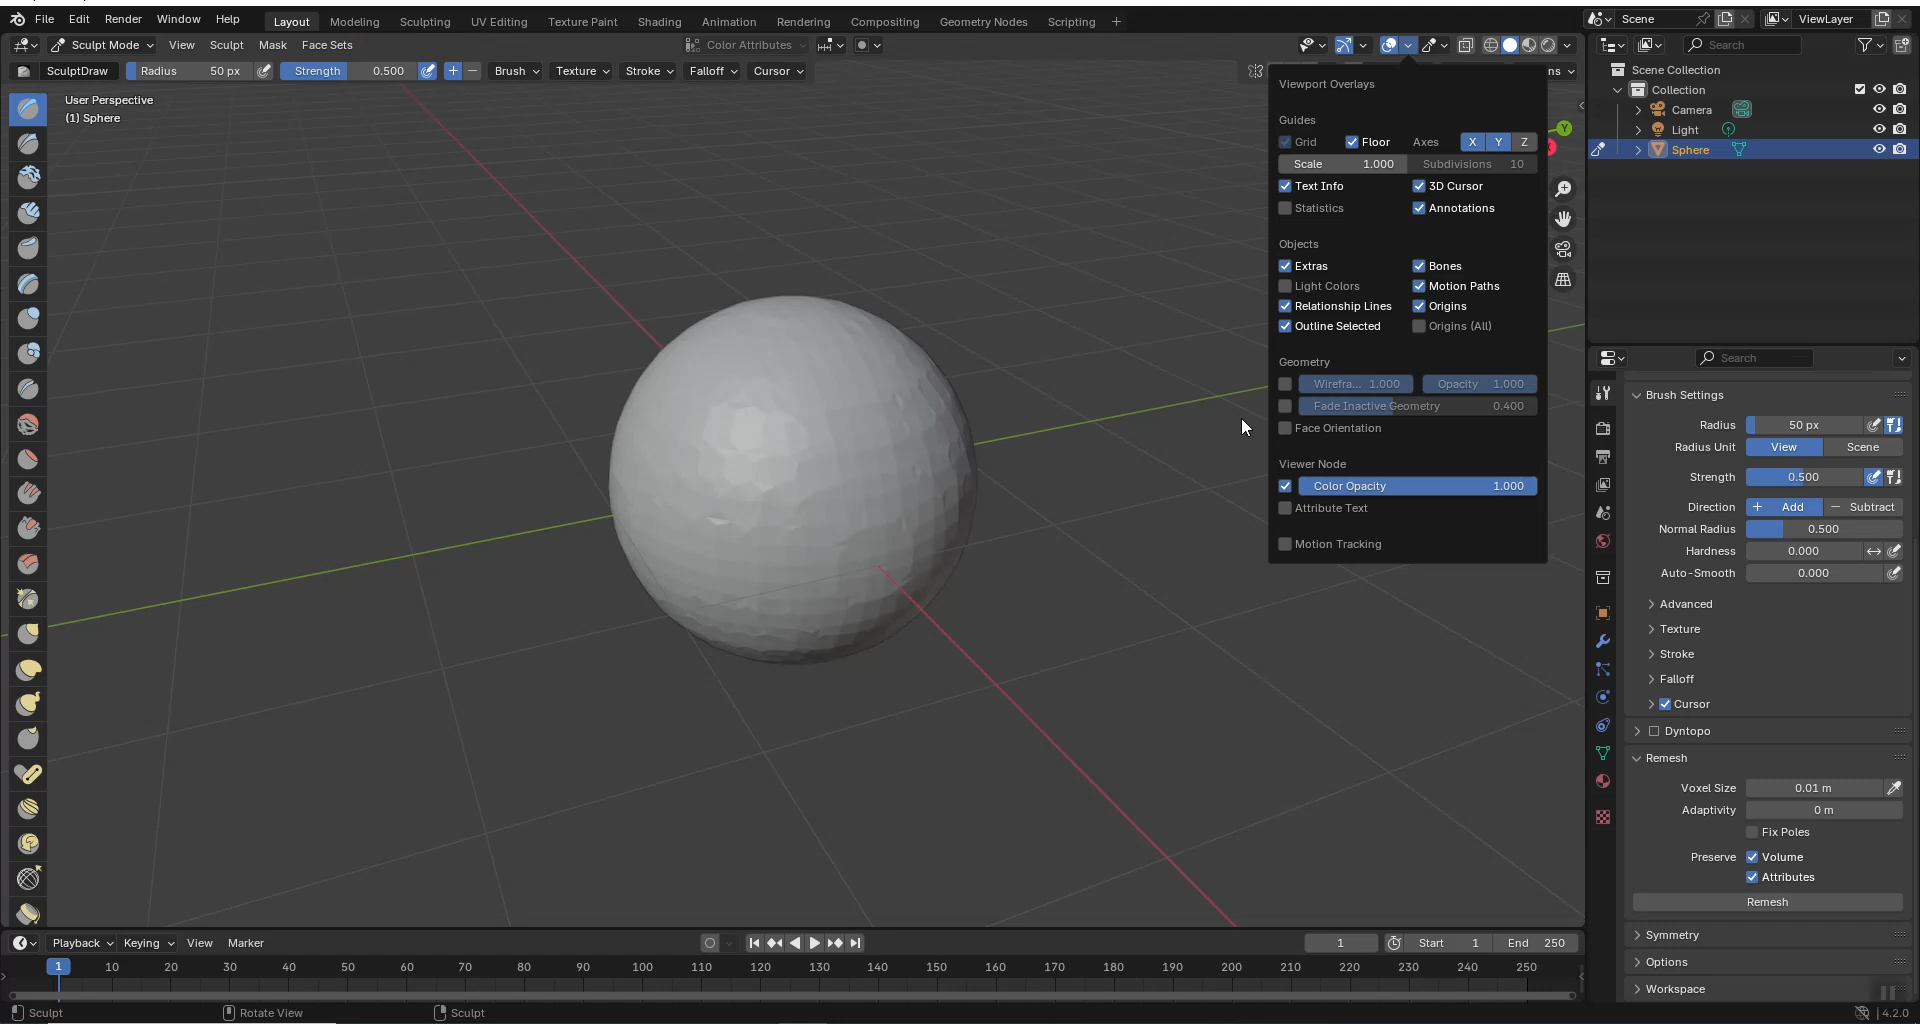 File Edit Render Window Help Layout Modeling Sculpting UV Editing Texture Paint Shading Animation Rendering Compositing Geometry Nodes Scripting + Scene ViewLayer
Sculpt Mode View Sculpt Mask Face Sets Color Attributes Search
SculptDraw Radius 50 px Strength 0.500 + − Brush Texture Stroke Falloff Cursor ns
User Perspective
(1) Sphere
Viewport Overlays
Guides
Grid Floor Axes X Y Z
Scale 1.000 Subdivisions 10
Text Info 3D Cursor
Statistics Annotations
Objects
Extras Bones
Light Colors Motion Paths
Relationship Lines Origins
Outline Selected Origins (All)
Geometry
Wirefra... 1.000 Opacity 1.000
Fade Inactive Geometry 0.400
Face Orientation
Viewer Node
Color Opacity 1.000
Attribute Text
Motion Tracking
Y
Scene Collection
Collection
Camera
Light
Sphere
Search
Brush Settings
Radius 50 px
Radius Unit View Scene
Strength 0.500
Direction + Add − Subtract
Normal Radius 0.500
Hardness 0.000
Auto-Smooth 0.000
Advanced
Texture
Stroke
Falloff
Cursor
Dyntopo
Remesh
Voxel Size 0.01 m
Adaptivity 0 m
Fix Poles
Preserve Volume
Attributes
Remesh
Symmetry
Options
Workspace
Playback Keying View Marker 1 Start 1 End 250
1 10 20 30 40 50 60 70 80 90 100 110 120 130 140 150 160 170 180 190 200 210 220 230 240 250
Sculpt Rotate View Sculpt 4.2.0